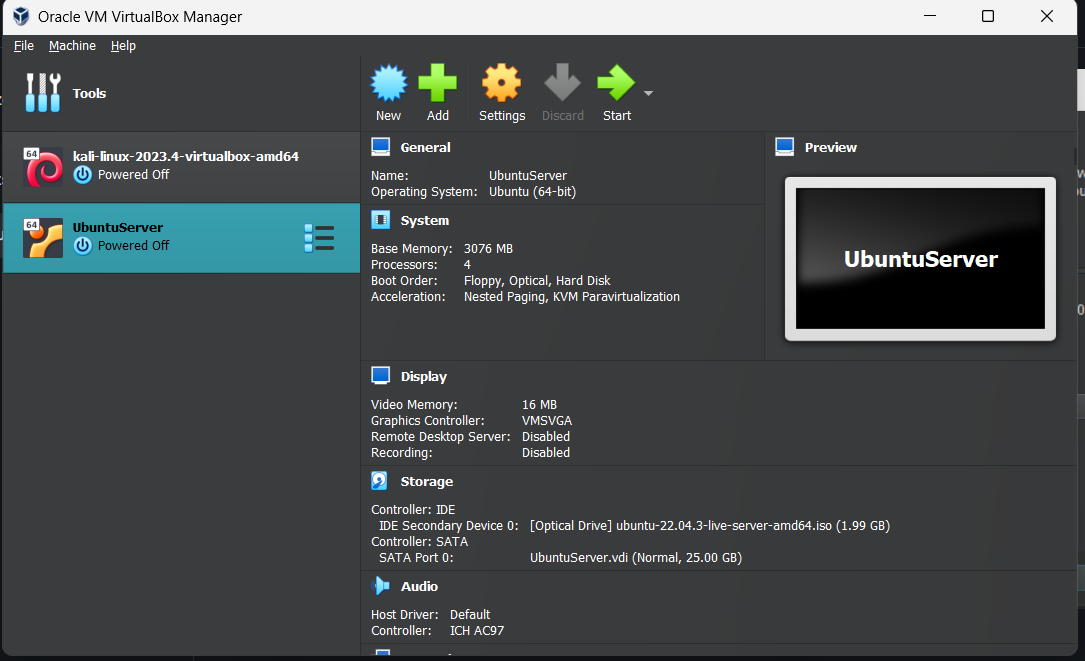 Oracle VM VirtualBox Manager
File Machine Help
Tools
New Add Settings Discard Start
64
kali-linux-2023.4-virtualbox-amd64
Powered Off
64
UbuntuServer
Powered Off
General
Name: UbuntuServer
Operating System: Ubuntu (64-bit)
Preview
UbuntuServer
System
Base Memory: 3076 MB
Processors: 4
Boot Order: Floppy, Optical, Hard Disk
Acceleration: Nested Paging, KVM Paravirtualization
Display
Video Memory: 16 MB
Graphics Controller: VMSVGA
Remote Desktop Server: Disabled
Recording: Disabled
Storage
Controller: IDE
IDE Secondary Device 0: [Optical Drive] ubuntu-22.04.3-live-server-amd64.iso (1.99 GB)
Controller: SATA
SATA Port 0: UbuntuServer.vdi (Normal, 25.00 GB)
Audio
Host Driver: Default
Controller: ICH AC97